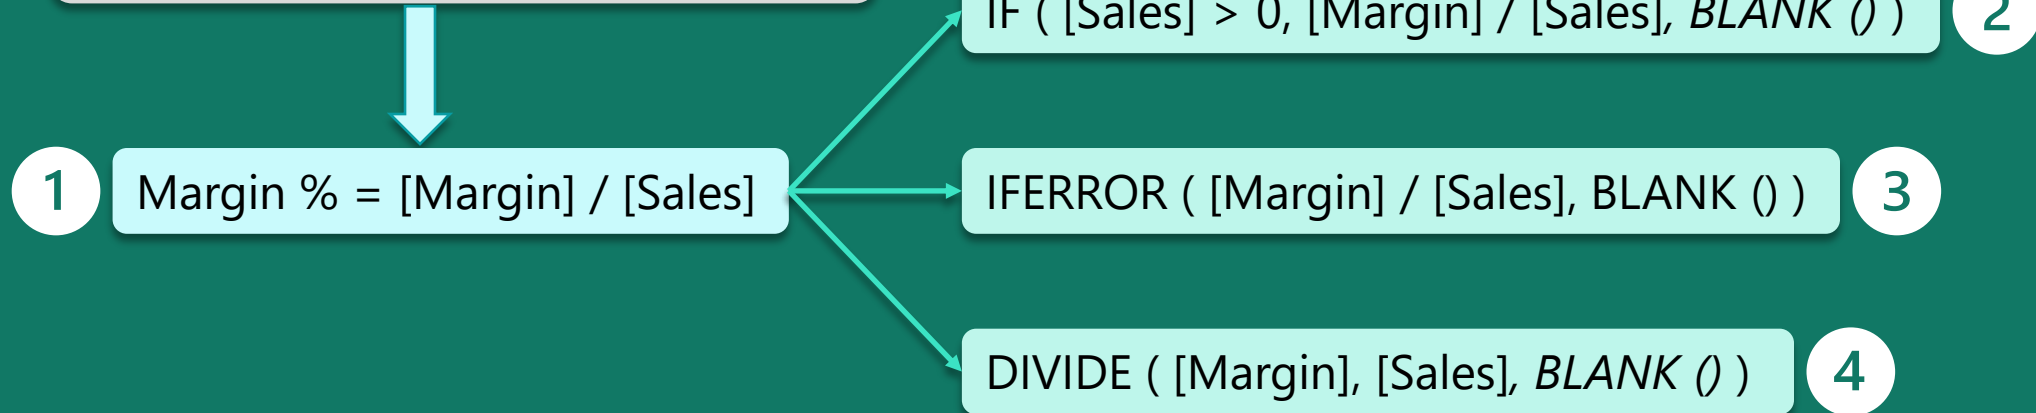 IF ( [Sales] > 0, [Margin] / [Sales], BLANK () )
2
1
Margin % = [Margin] / [Sales]
IFERROR ( [Margin] / [Sales], BLANK () )
3
DIVIDE ( [Margin], [Sales], BLANK () )
4